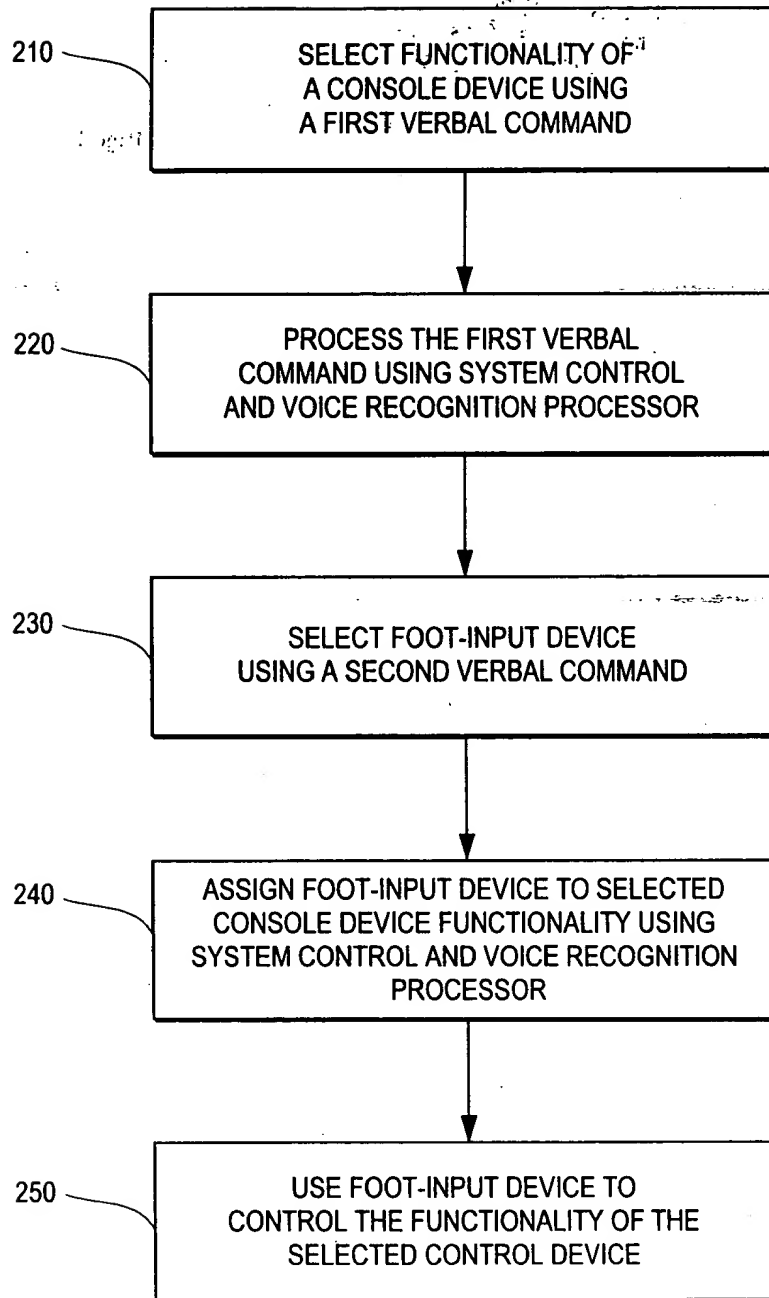 210
SELECT FUNCTIONALITY OF
A CONSOLE DEVICE USING
A FIRST VERBAL COMMAND
220
PROCESS THE FIRST VERBAL
COMMAND USING SYSTEM CONTROL
AND VOICE RECOGNITION PROCESSOR
230
SELECT FOOT-INPUT DEVICE
USING A SECOND VERBAL COMMAND
240
ASSIGN FOOT-INPUT DEVICE TO SELECTED
CONSOLE DEVICE FUNCTIONALITY USING
SYSTEM CONTROL AND VOICE RECOGNITION
PROCESSOR
250
USE FOOT-INPUT DEVICE TO
CONTROL THE FUNCTIONALITY OF THE
SELECTED CONTROL DEVICE